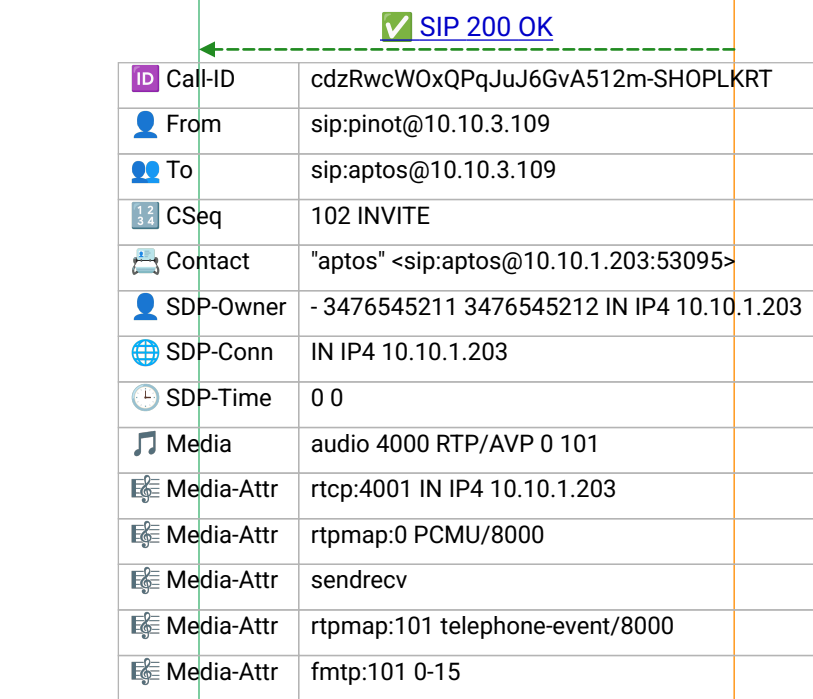 ✅ SIP 200 OK
🆔 Call-ID cdzRwcWOxQPqJuJ6GvA512m-SHOPLKRT
👤 From sip:pinot@10.10.3.109
👥 To sip:aptos@10.10.3.109
🔢 CSeq 102 INVITE
📇 Contact "aptos" <sip:aptos@10.10.1.203:53095>
👤 SDP-Owner - 3476545211 3476545212 IN IP4 10.10.1.203
🌐 SDP-Conn IN IP4 10.10.1.203
🕒 SDP-Time 0 0
🎵 Media audio 4000 RTP/AVP 0 101
🎼 Media-Attr rtcp:4001 IN IP4 10.10.1.203
🎼 Media-Attr rtpmap:0 PCMU/8000
🎼 Media-Attr sendrecv
🎼 Media-Attr rtpmap:101 telephone-event/8000
🎼 Media-Attr fmtp:101 0-15